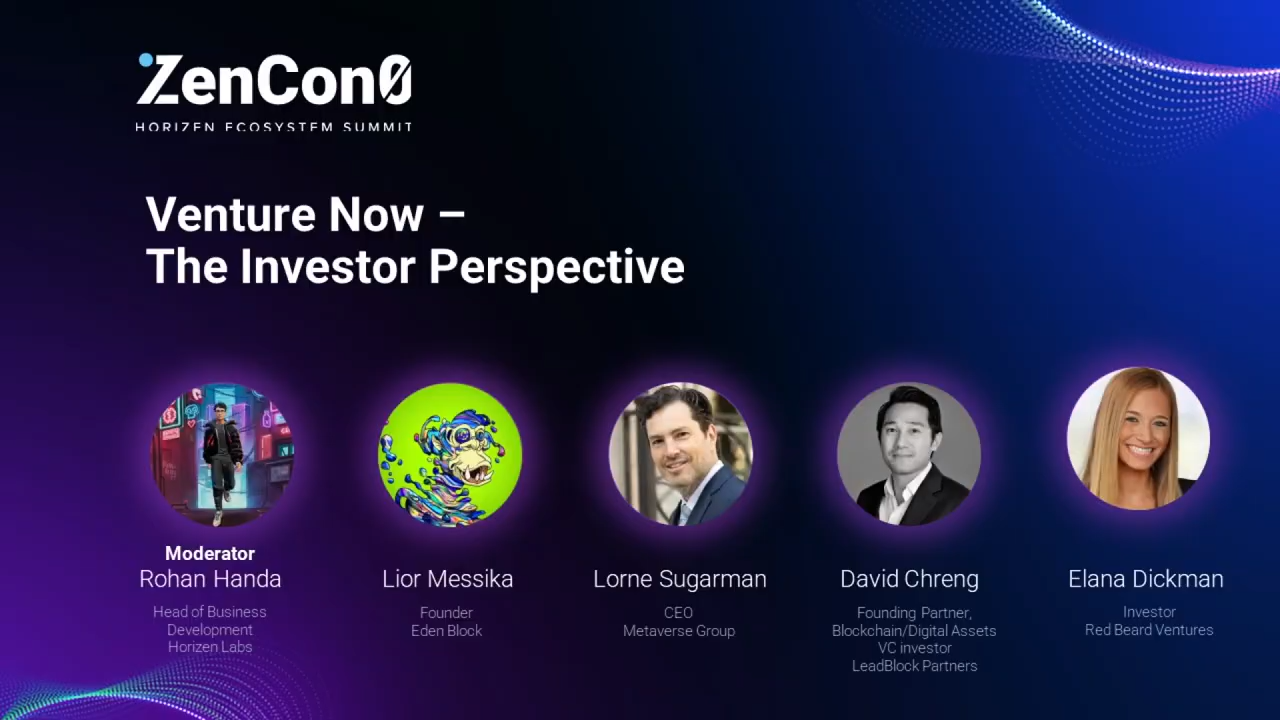 ZenCon0
HORIZEN ECOSYSTEM SUMMIT
Venture Now –
The Investor Perspective
Moderator
Rohan Handa
Head of Business
Development
Horizen Labs
Lior Messika
Founder
Eden Block
Lorne Sugarman
CEO
Metaverse Group
David Chreng
Founding Partner,
Blockchain/Digital Assets
VC investor
LeadBlock Partners
Elana Dickman
Investor
Red Beard Ventures